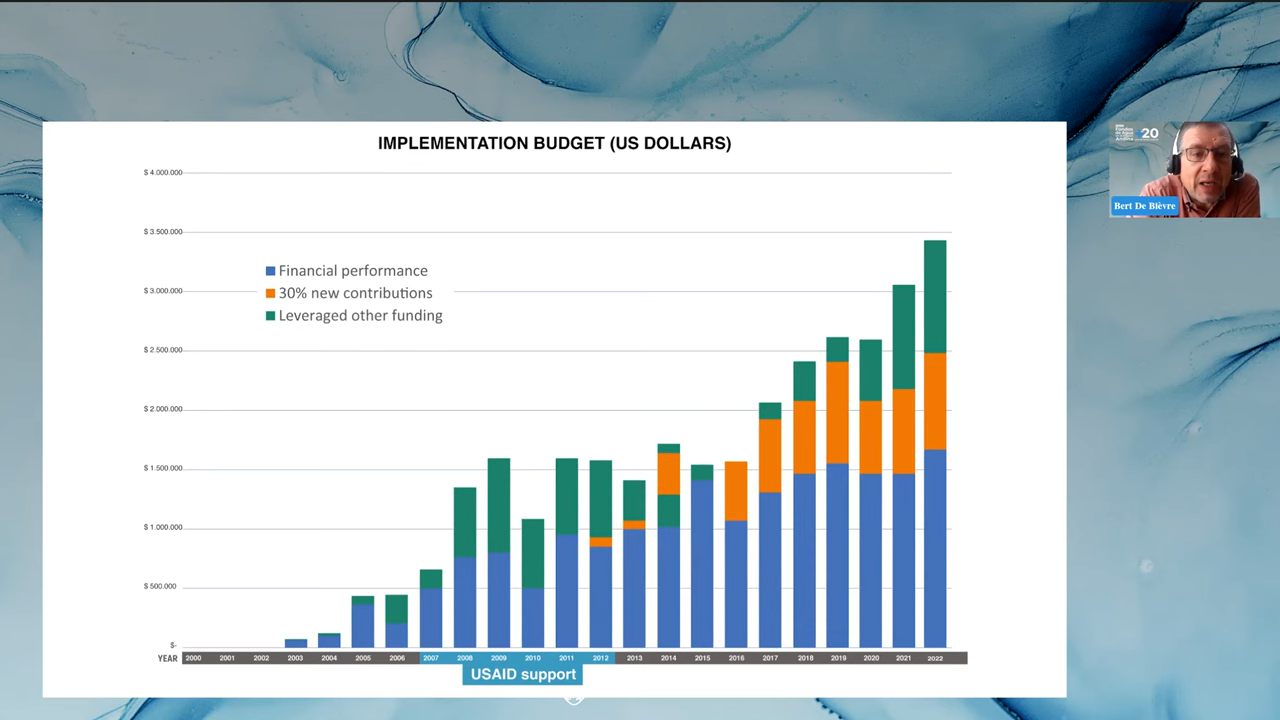 IMPLEMENTATION BUDGET (US DOLLARS)
$ 4.000.000
$ 3.500.000
Financial performance
$ 3.000.000
30% new contributions
Leveraged other funding
$ 2.500.000
$ 2.000.000
$ 1.500.000
$ 1.000.000
$ 500.000
$-
YEAR 2000 2001 2002 2003 2004 2005 2006 2007 2008 2009 2010 2011 2012 2013 2014 2015 2016 2017 2018 2019 2020 2021 2022
USAID support
20
Bert De Bièvre